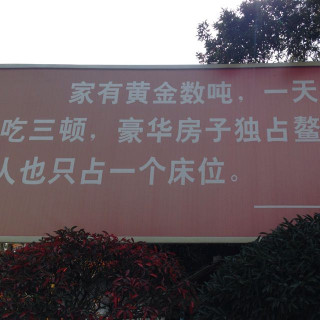 家有黄金数吨，一天
吃三顿，豪华房子独占鳌
人也只占一个床位。